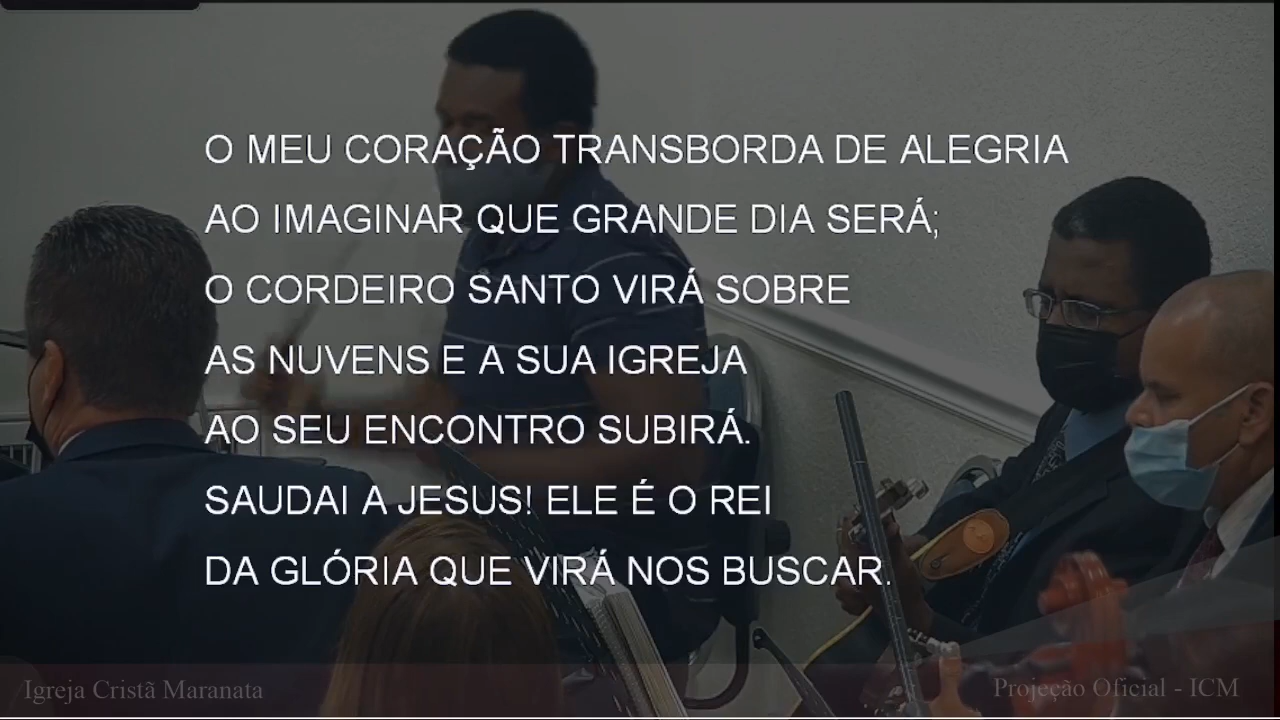 O MEU CORAÇÃO TRANSBORDA DE ALEGRIA
AO IMAGINAR QUE GRANDE DIA SERÁ;
O CORDEIRO SANTO VIRÁ SOBRE
AS NUVENS E A SUA IGREJA
AO SEU ENCONTRO SUBIRÁ.
SAUDAI A JESUS! ELE É O REI
DA GLÓRIA QUE VIRÁ NOS BUSCAR.
Igreja Cristã Maranata
Projeção Oficial - ICM